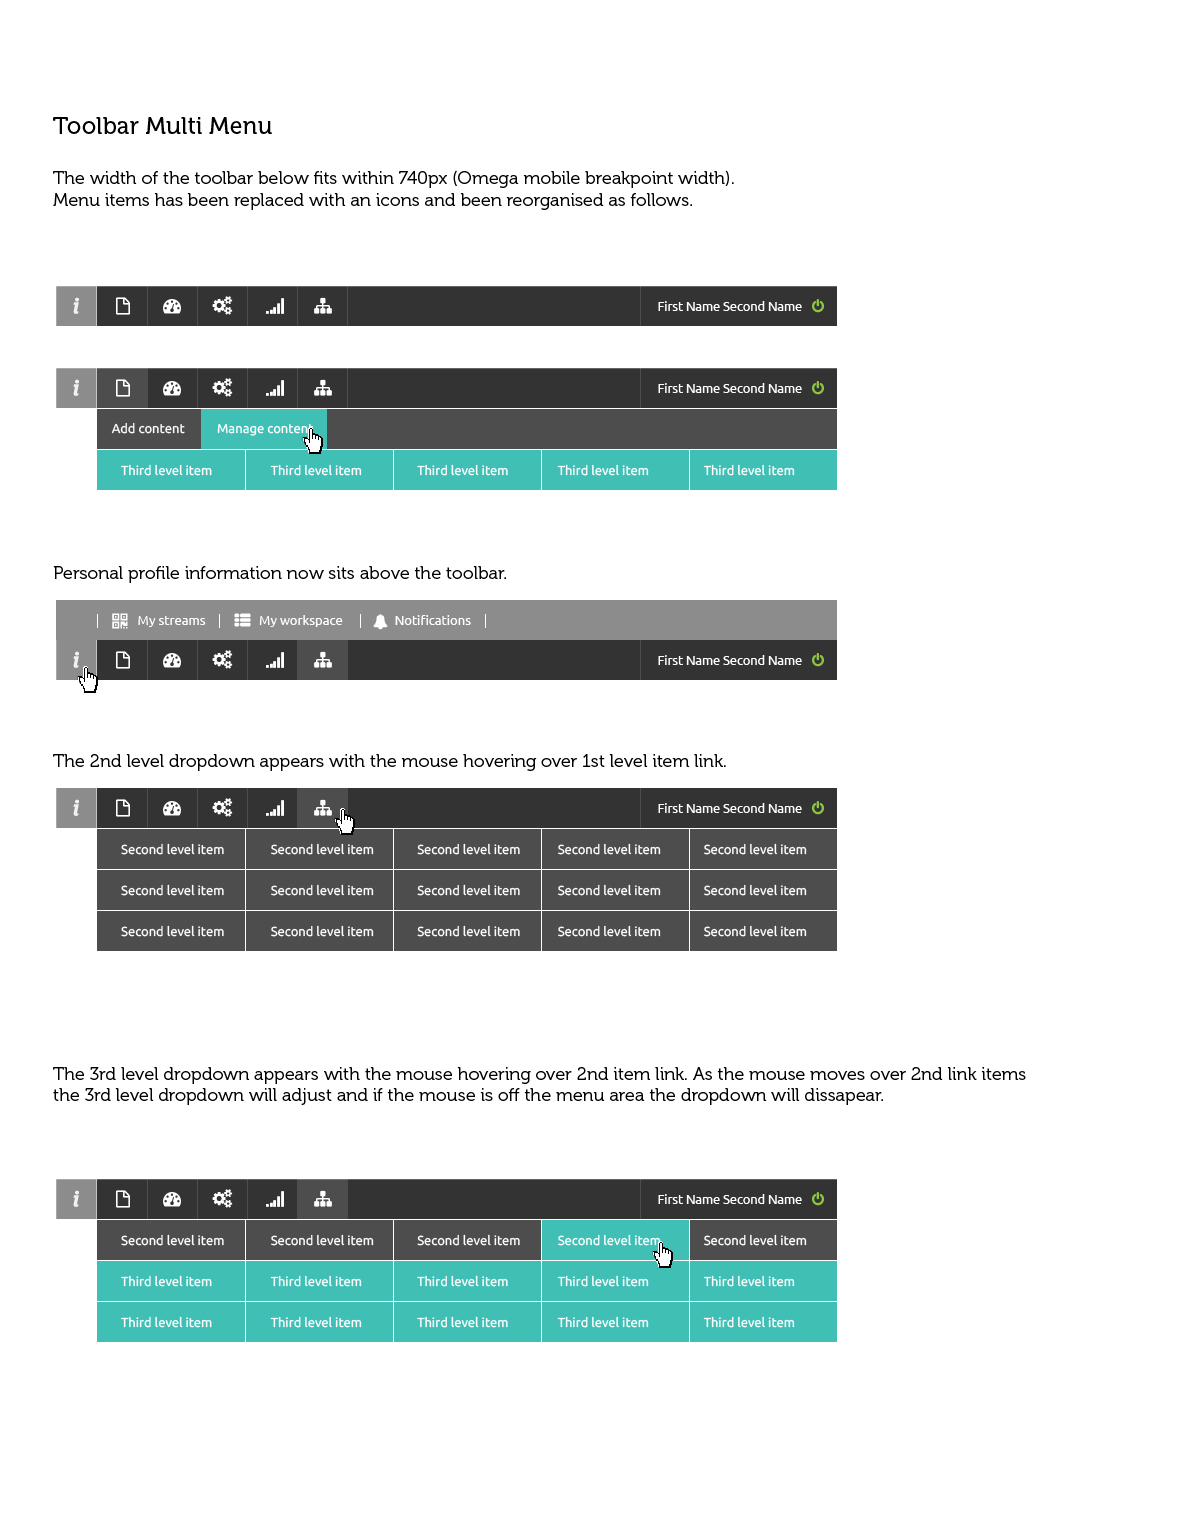 Toolbar Multi Menu
The width of the toolbar below fits within 740px (Omega mobile breakpoint width).
Menu items has been replaced with an icons and been reorganised as follows.
i First Name Second Name
i First Name Second Name
Add content Manage content
Third level item Third level item Third level item Third level item Third level item
Personal profile information now sits above the toolbar.
My streams My workspace Notifications
i First Name Second Name
The 2nd level dropdown appears with the mouse hovering over 1st level item link.
i First Name Second Name
Second level item Second level item Second level item Second level item Second level item
Second level item Second level item Second level item Second level item Second level item
Second level item Second level item Second level item Second level item Second level item
The 3rd level dropdown appears with the mouse hovering over 2nd item link. As the mouse moves over 2nd link items
the 3rd level dropdown will adjust and if the mouse is off the menu area the dropdown will dissapear.
i First Name Second Name
Second level item Second level item Second level item Second level item Second level item
Third level item Third level item Third level item Third level item Third level item
Third level item Third level item Third level item Third level item Third level item